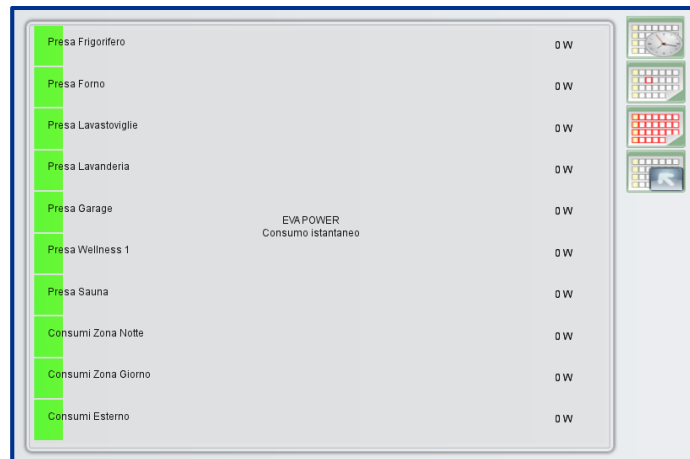 Presa Frigorifero 0 W
Presa Forno 0 W
Presa Lavastoviglie 0 W
Presa Lavanderia 0 W
Presa Garage 0 W
EVA POWER
Consumo istantaneo
Presa Wellness 1 0 W
Presa Sauna 0 W
Consumi Zona Notte 0 W
Consumi Zona Giorno 0 W
Consumi Esterno 0 W